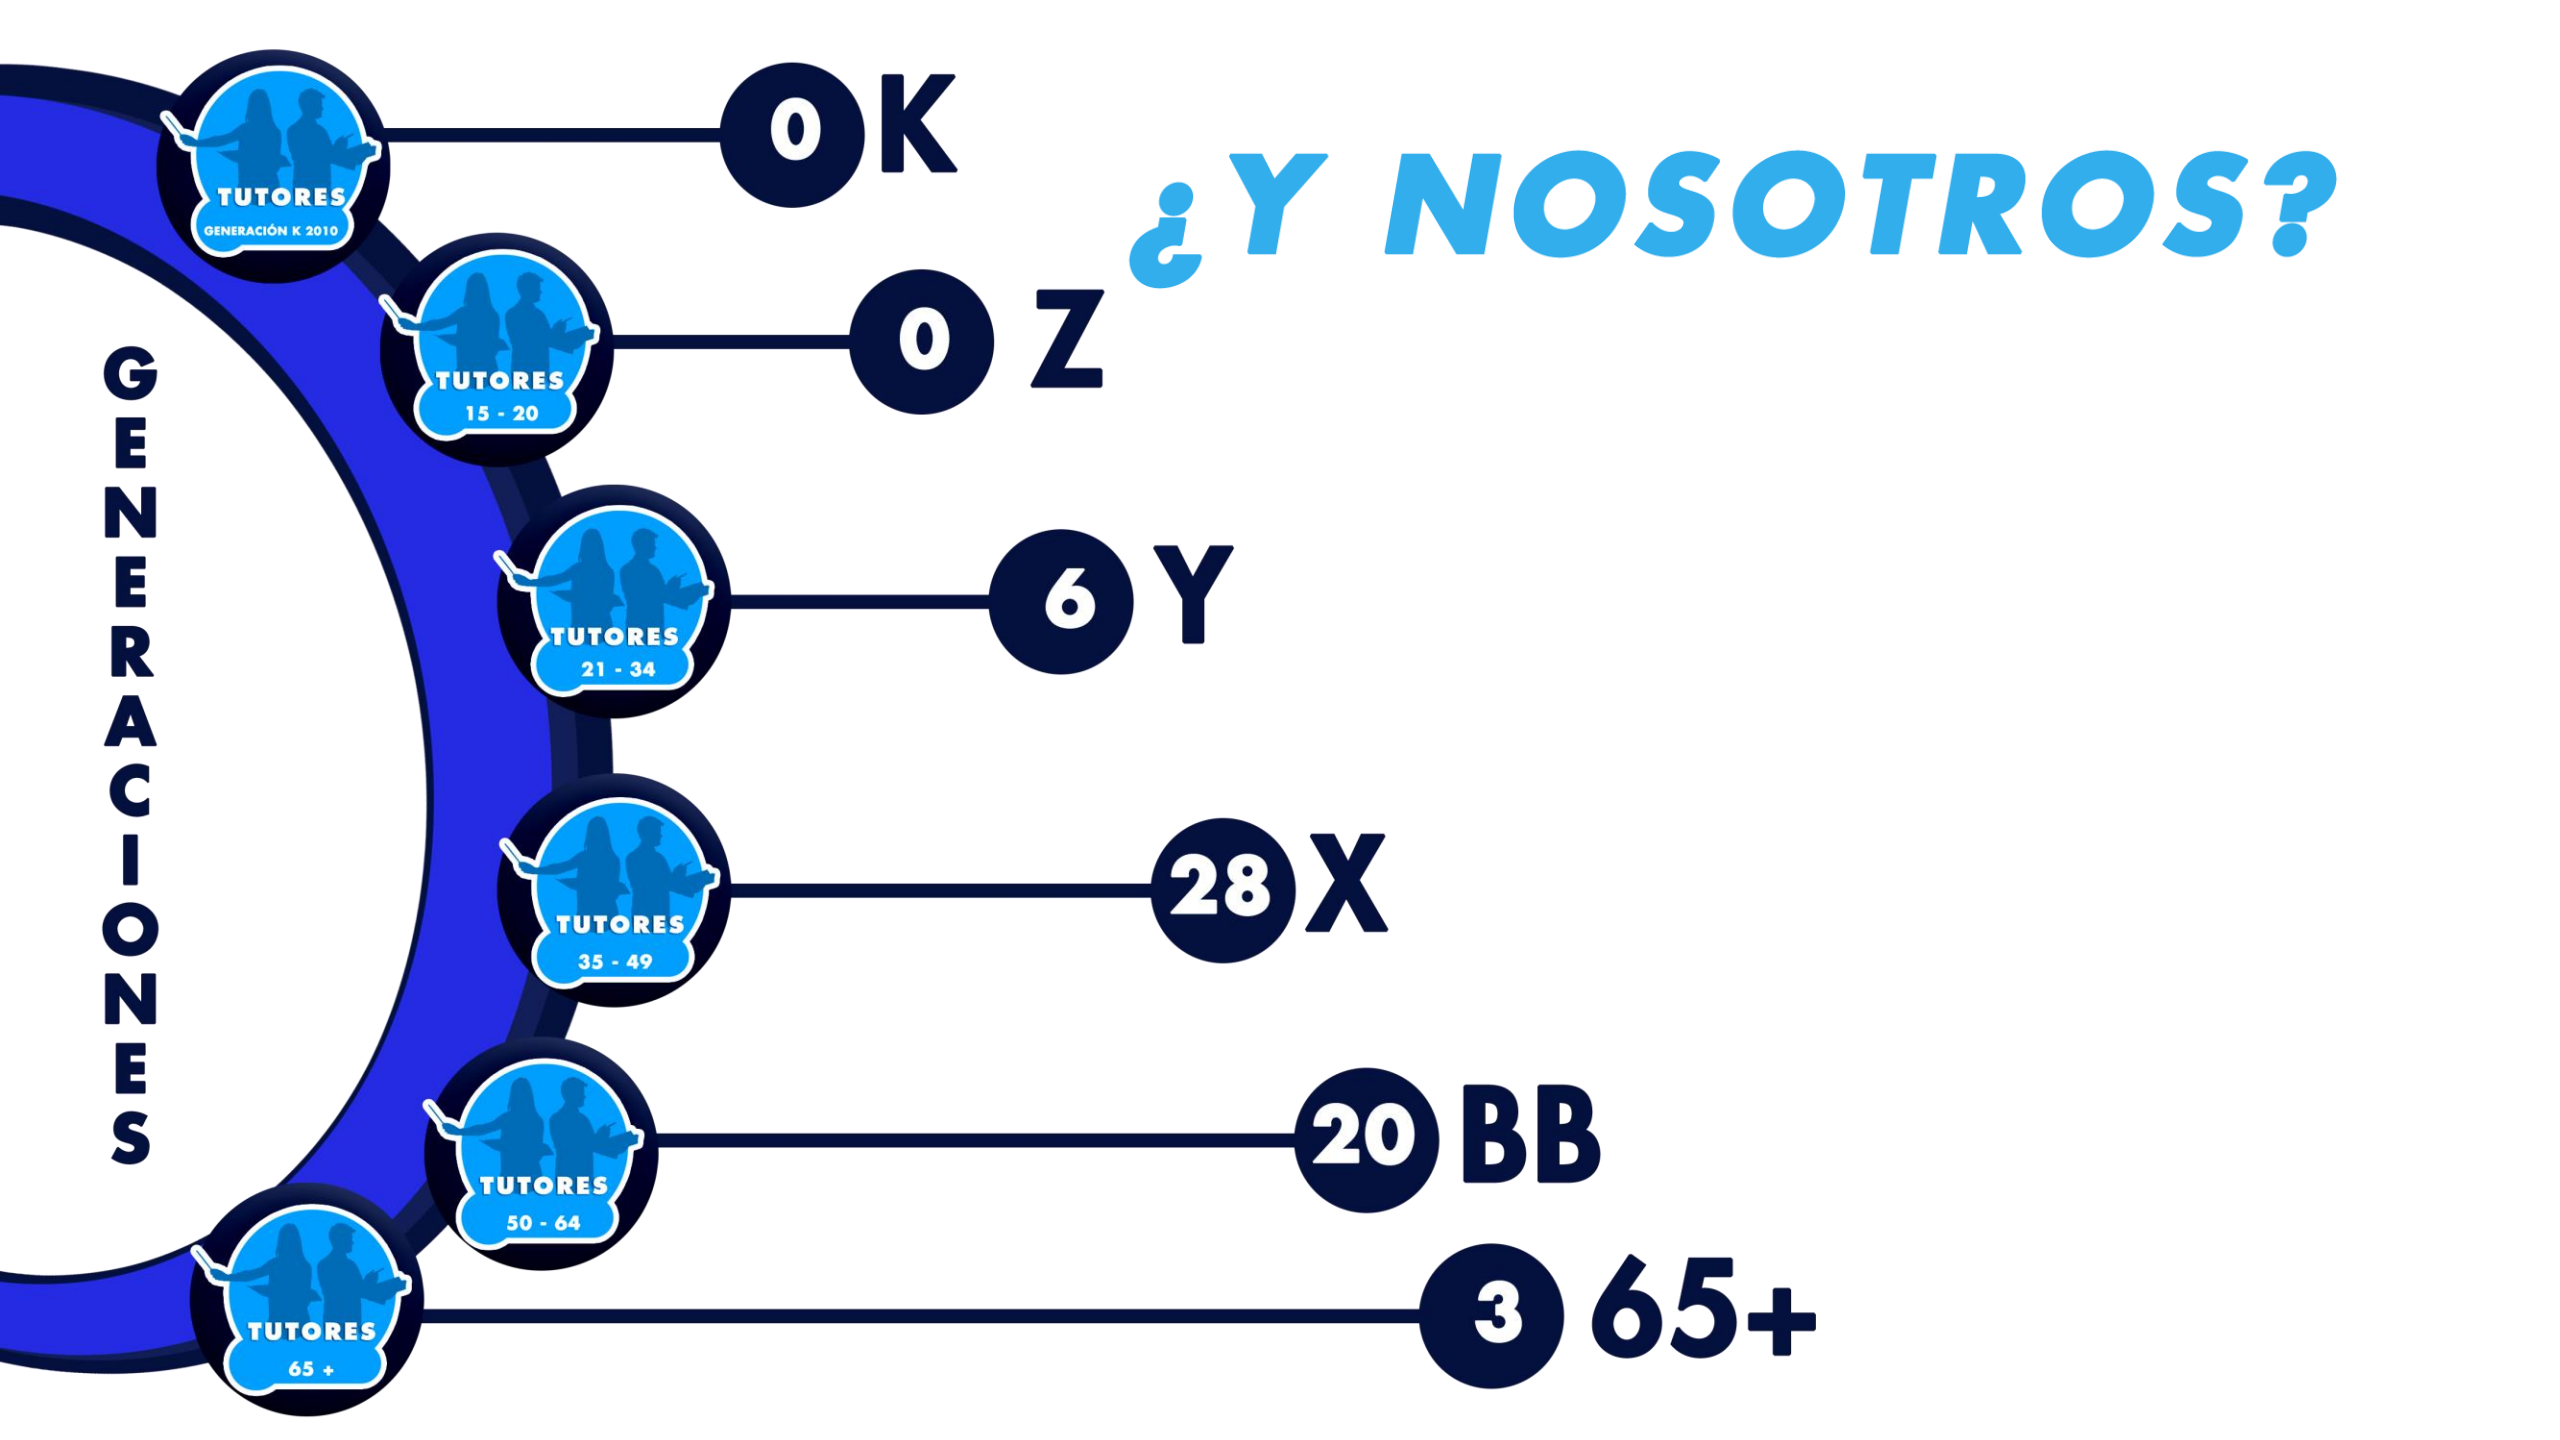 ¿Y NOSOTROS?
GENERACIONES
TUTORES
GENERACIÓN K 2010
0 K
TUTORES
15 - 20
0 Z
TUTORES
21 - 34
6 Y
TUTORES
35 - 49
28 X
TUTORES
50 - 64
20 BB
TUTORES
65 +
3 65+